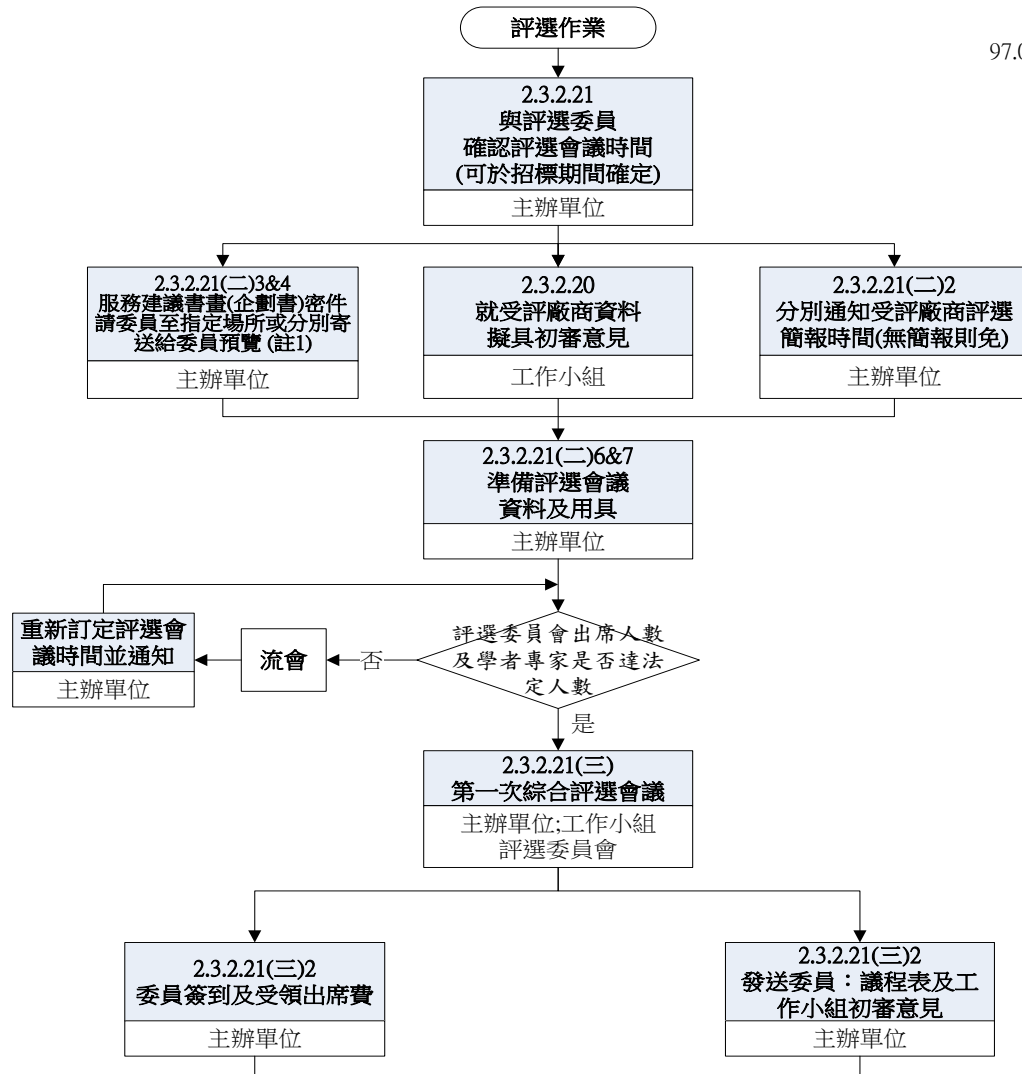 評選作業
97.0
2.3.2.21
與評選委員
確認評選會議時間
(可於招標期間確定)
主辦單位
2.3.2.21(二)3&4
服務建議書畫(企劃書)密件
請委員至指定場所或分別寄
送給委員預覽 (註1)
主辦單位
2.3.2.20
就受評廠商資料
擬具初審意見
工作小組
2.3.2.21(二)2
分別通知受評廠商評選
簡報時間(無簡報則免)
主辦單位
2.3.2.21(二)6&7
準備評選會議
資料及用具
主辦單位
重新訂定評選會
議時間並通知
主辦單位
流會
否
評選委員會出席人數
及學者專家是否達法
定人數
是
2.3.2.21(三)
第一次綜合評選會議
主辦單位;工作小組
評選委員會
2.3.2.21(三)2
委員簽到及受領出席費
主辦單位
2.3.2.21(三)2
發送委員：議程表及工
作小組初審意見
主辦單位